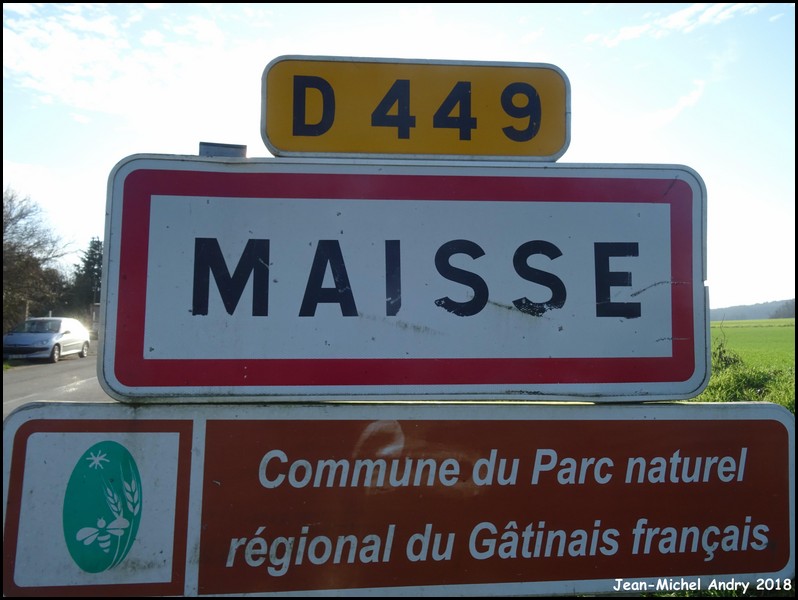 D 449
MAISSE
Commune du Parc naturel
régional du Gâtinais français
Jean-Michel Andry 2018